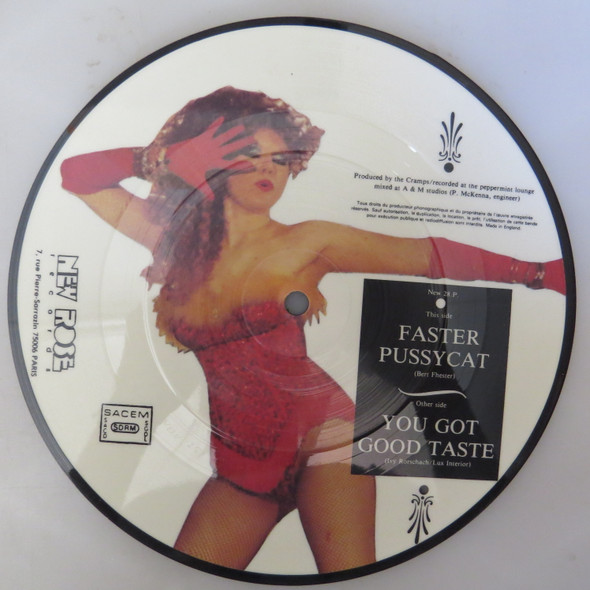 Produced by the Cramps/recorded at the peppermint lounge
mixed at A & M studios (P. McKenna, engineer)
Tous droits du producteur phonographique et du propriétaire de l'œuvre enregistrée
réservés. Sauf autorisation, la duplication, la location, le prêt, l'utilisation de cette bande
pour exécution publique et radiodiffusion sont interdits. Made in England.
NEW ROSE
records
7, rue Pierre-Sarrazin 75006 PARIS
New 28 P
This side
FASTER
PUSSYCAT
(Bert Fhester)
Other side
YOU GOT
GOOD TASTE
(Ivy Rorschach/Lux Interior)
SACEM
SACD
SDRM
SGDL